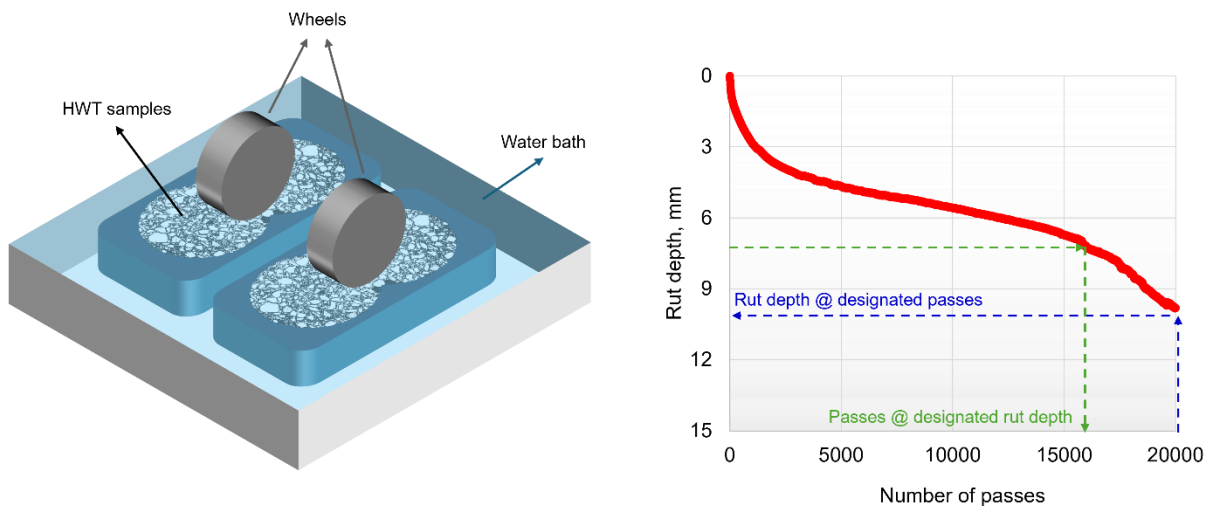 Wheels
HWT samples
Water bath
Rut depth, mm
0
3
6
9
12
15
Rut depth @ designated passes
Passes @ designated rut depth
0
5000
10000
15000
20000
Number of passes